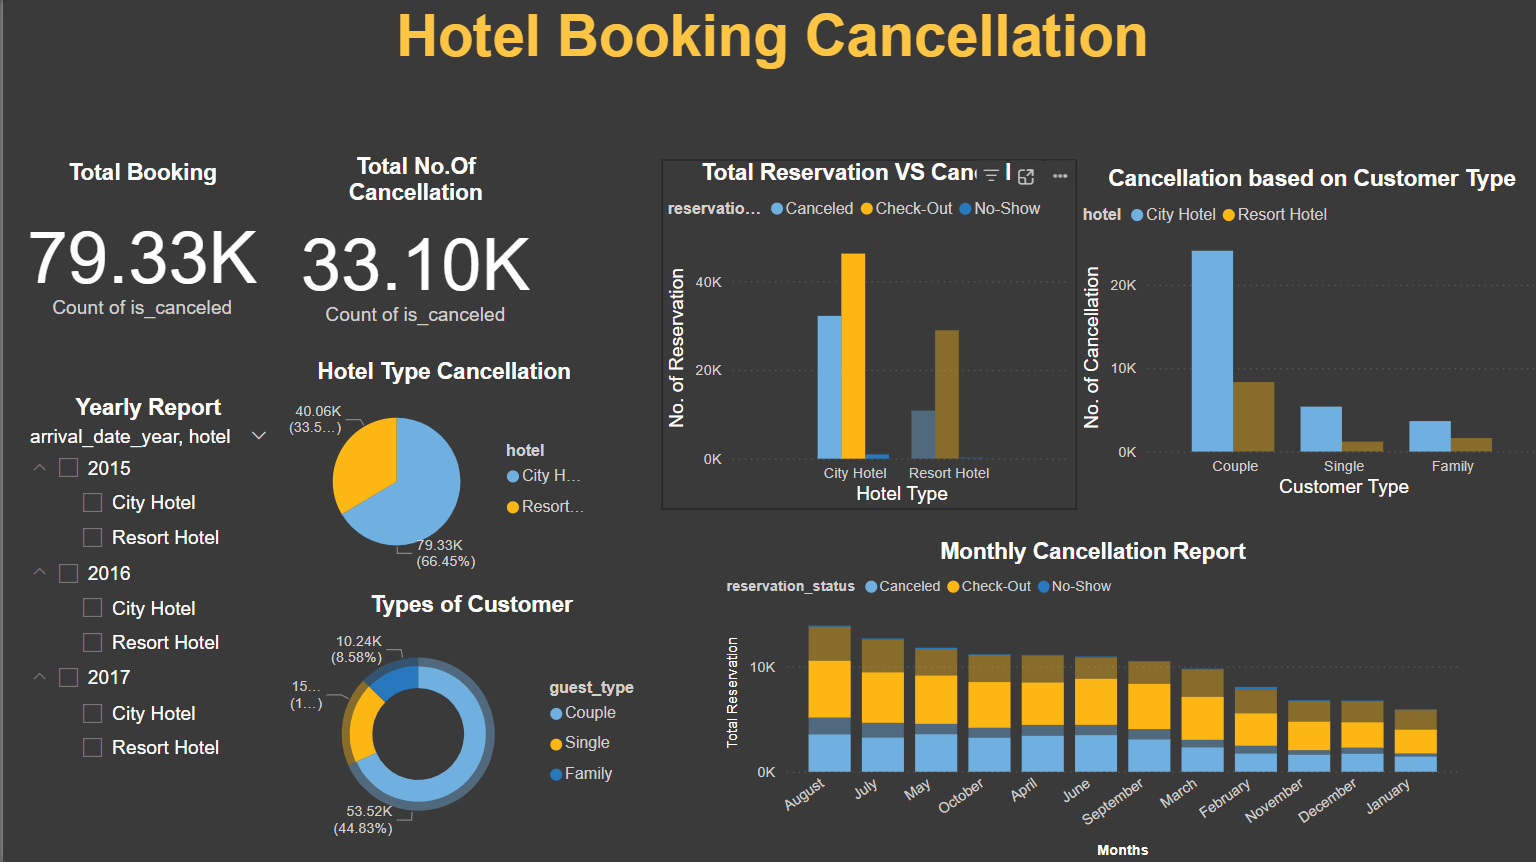 Hotel Booking Cancellation
Total Booking
79.33K
Count of is_canceled
Total No.Of
Cancellation
33.10K
Count of is_canceled
Yearly Report
arrival_date_year, hotel
2015
City Hotel
Resort Hotel
2016
City Hotel
Resort Hotel
2017
City Hotel
Resort Hotel
Hotel Type Cancellation
40.06K
(33.5...)
79.33K
(66.45%)
hotel
City H...
Resort...
Types of Customer
10.24K
(8.58%)
15...
(1...)
53.52K
(44.83%)
guest_type
Couple
Single
Family
Total Reservation VS Can
reservatio... Canceled Check-Out No-Show
No. of Reservation
40K
20K
0K
City Hotel Resort Hotel
Hotel Type
Cancellation based on Customer Type
hotel City Hotel Resort Hotel
No. of Cancellation
20K
10K
0K
Couple Single Family
Customer Type
Monthly Cancellation Report
reservation_status Canceled Check-Out No-Show
Total Reservation
10K
0K
August July May October April June September March February November December January
Months